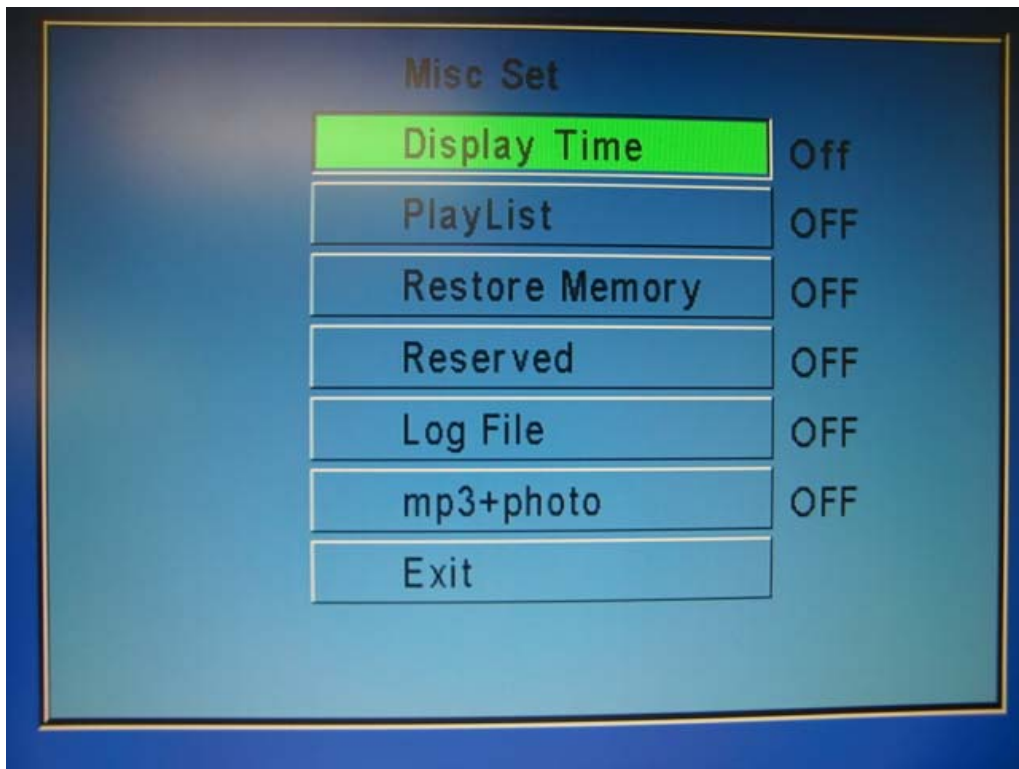 Misc Set
Display Time Off
PlayList OFF
Restore Memory OFF
Reserved OFF
Log File OFF
mp3+photo OFF
Exit